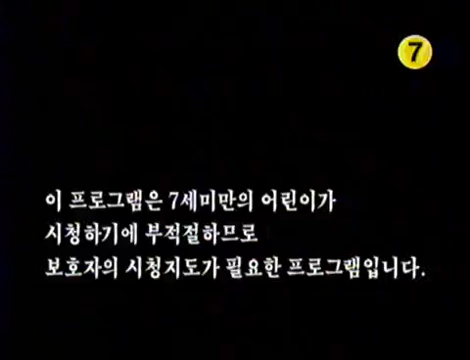 7
이 프로그램은 7세미만의 어린이가
시청하기에 부적절하므로
보호자의 시청지도가 필요한 프로그램입니다.